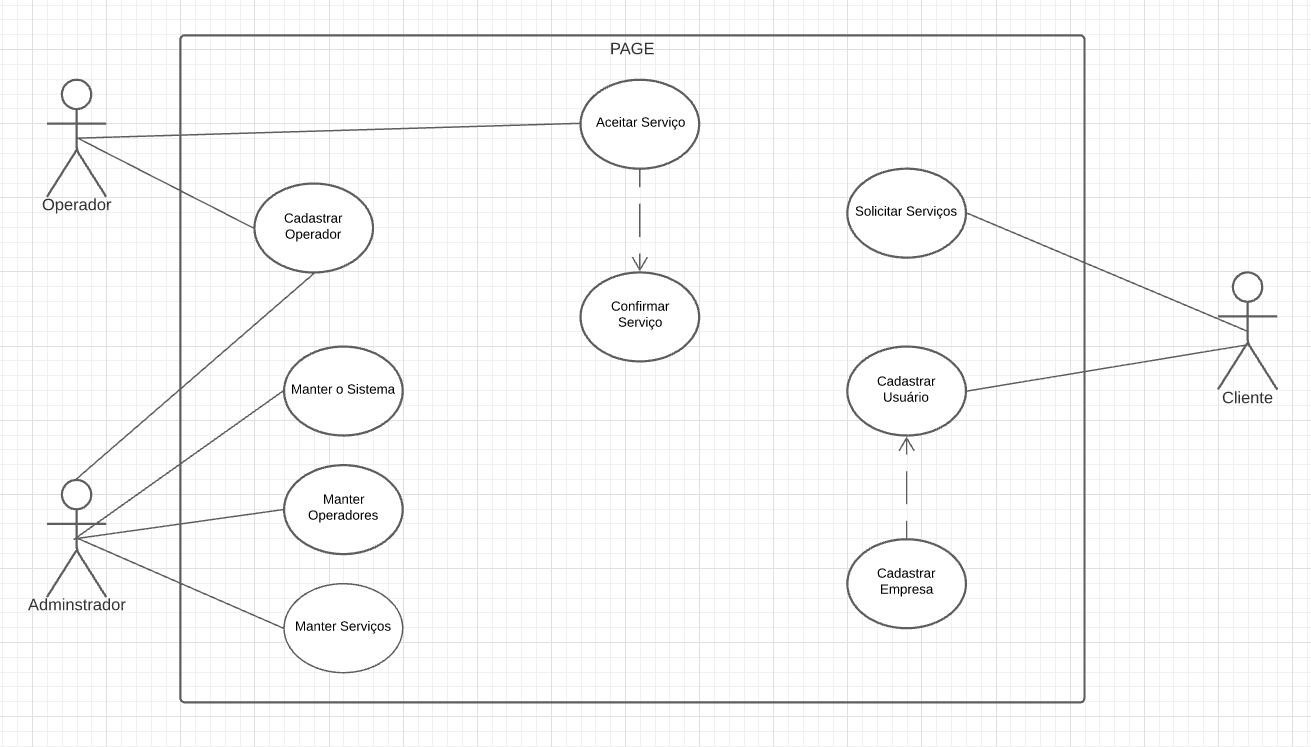 PAGE
Aceitar Serviço
Operador
Cadastrar
Operador
Solicitar Serviços
Confirmar
Serviço
Manter o Sistema
Cadastrar
Usuário
Cliente
Manter
Operadores
Cadastrar
Empresa
Adminstrador
Manter Serviços